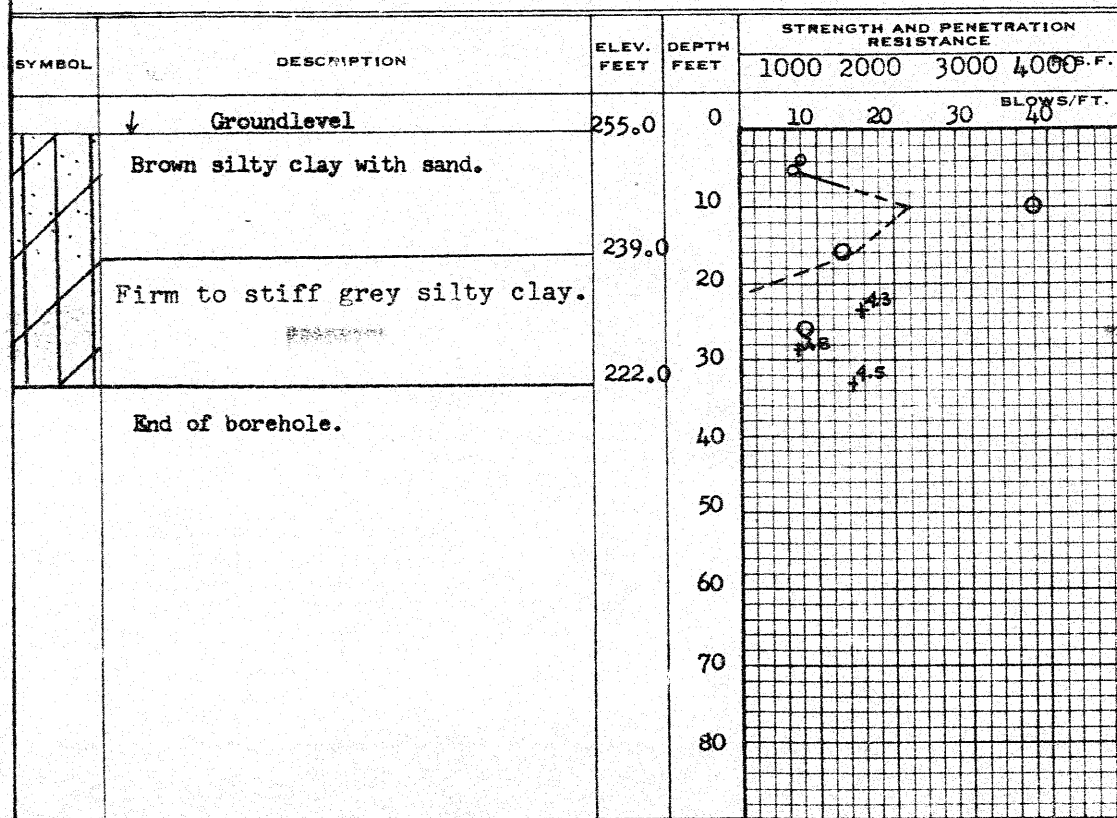 SYMBOL DESCRIPTION ELEV. FEET DEPTH FEET STRENGTH AND PENETRATION RESISTANCE
1000 2000 3000 4000 P.S.F.
BLOWS/FT.
10 20 30 40
↓ Groundlevel 255.0 0
Brown silty clay with sand.
10
239.0
20
Firm to stiff grey silty clay.
4.3
30
222.0
4.5
End of borehole.
40
50
60
70
80